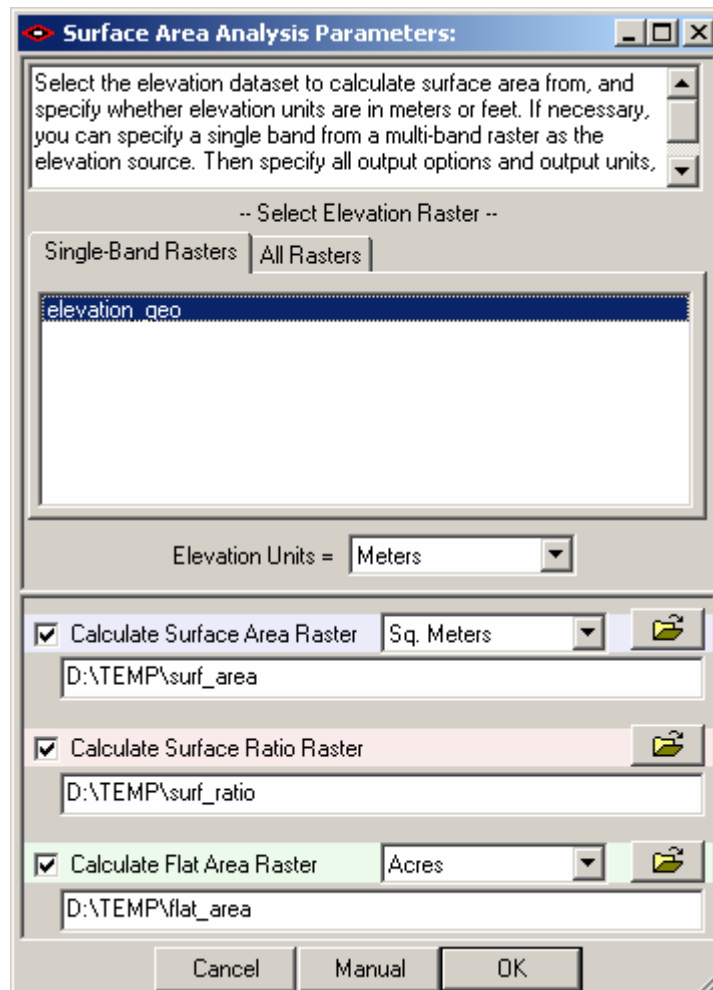 Surface Area Analysis Parameters:
Select the elevation dataset to calculate surface area from, and
specify whether elevation units are in meters or feet. If necessary,
you can specify a single band from a multi-band raster as the
elevation source. Then specify all output options and output units,
-- Select Elevation Raster --
Single-Band Rasters All Rasters
elevation_geo
Elevation Units = Meters
Calculate Surface Area Raster Sq. Meters
D:\TEMP\surf_area
Calculate Surface Ratio Raster
D:\TEMP\surf_ratio
Calculate Flat Area Raster Acres
D:\TEMP\flat_area
Cancel Manual OK